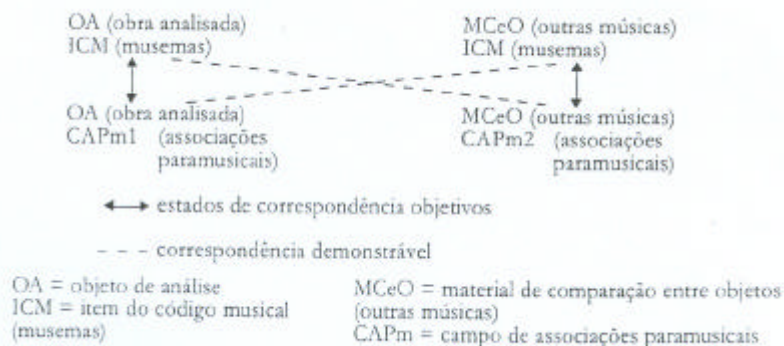 OA (obra analisada)
ICM (musemas)
MCeO (outras músicas)
ICM (musemas)
OA (obra analisada)
CAPm1 (associações
paramusicais)
MCeO (outras músicas)
CAPm2 (associações
paramusicais)
estados de correspondência objetivos
correspondência demonstrável
OA = objeto de análise
ICM = item do código musical
(musemas)
MCeO = material de comparação entre objetos
(outras músicas)
CAPm = campo de associações paramusicais